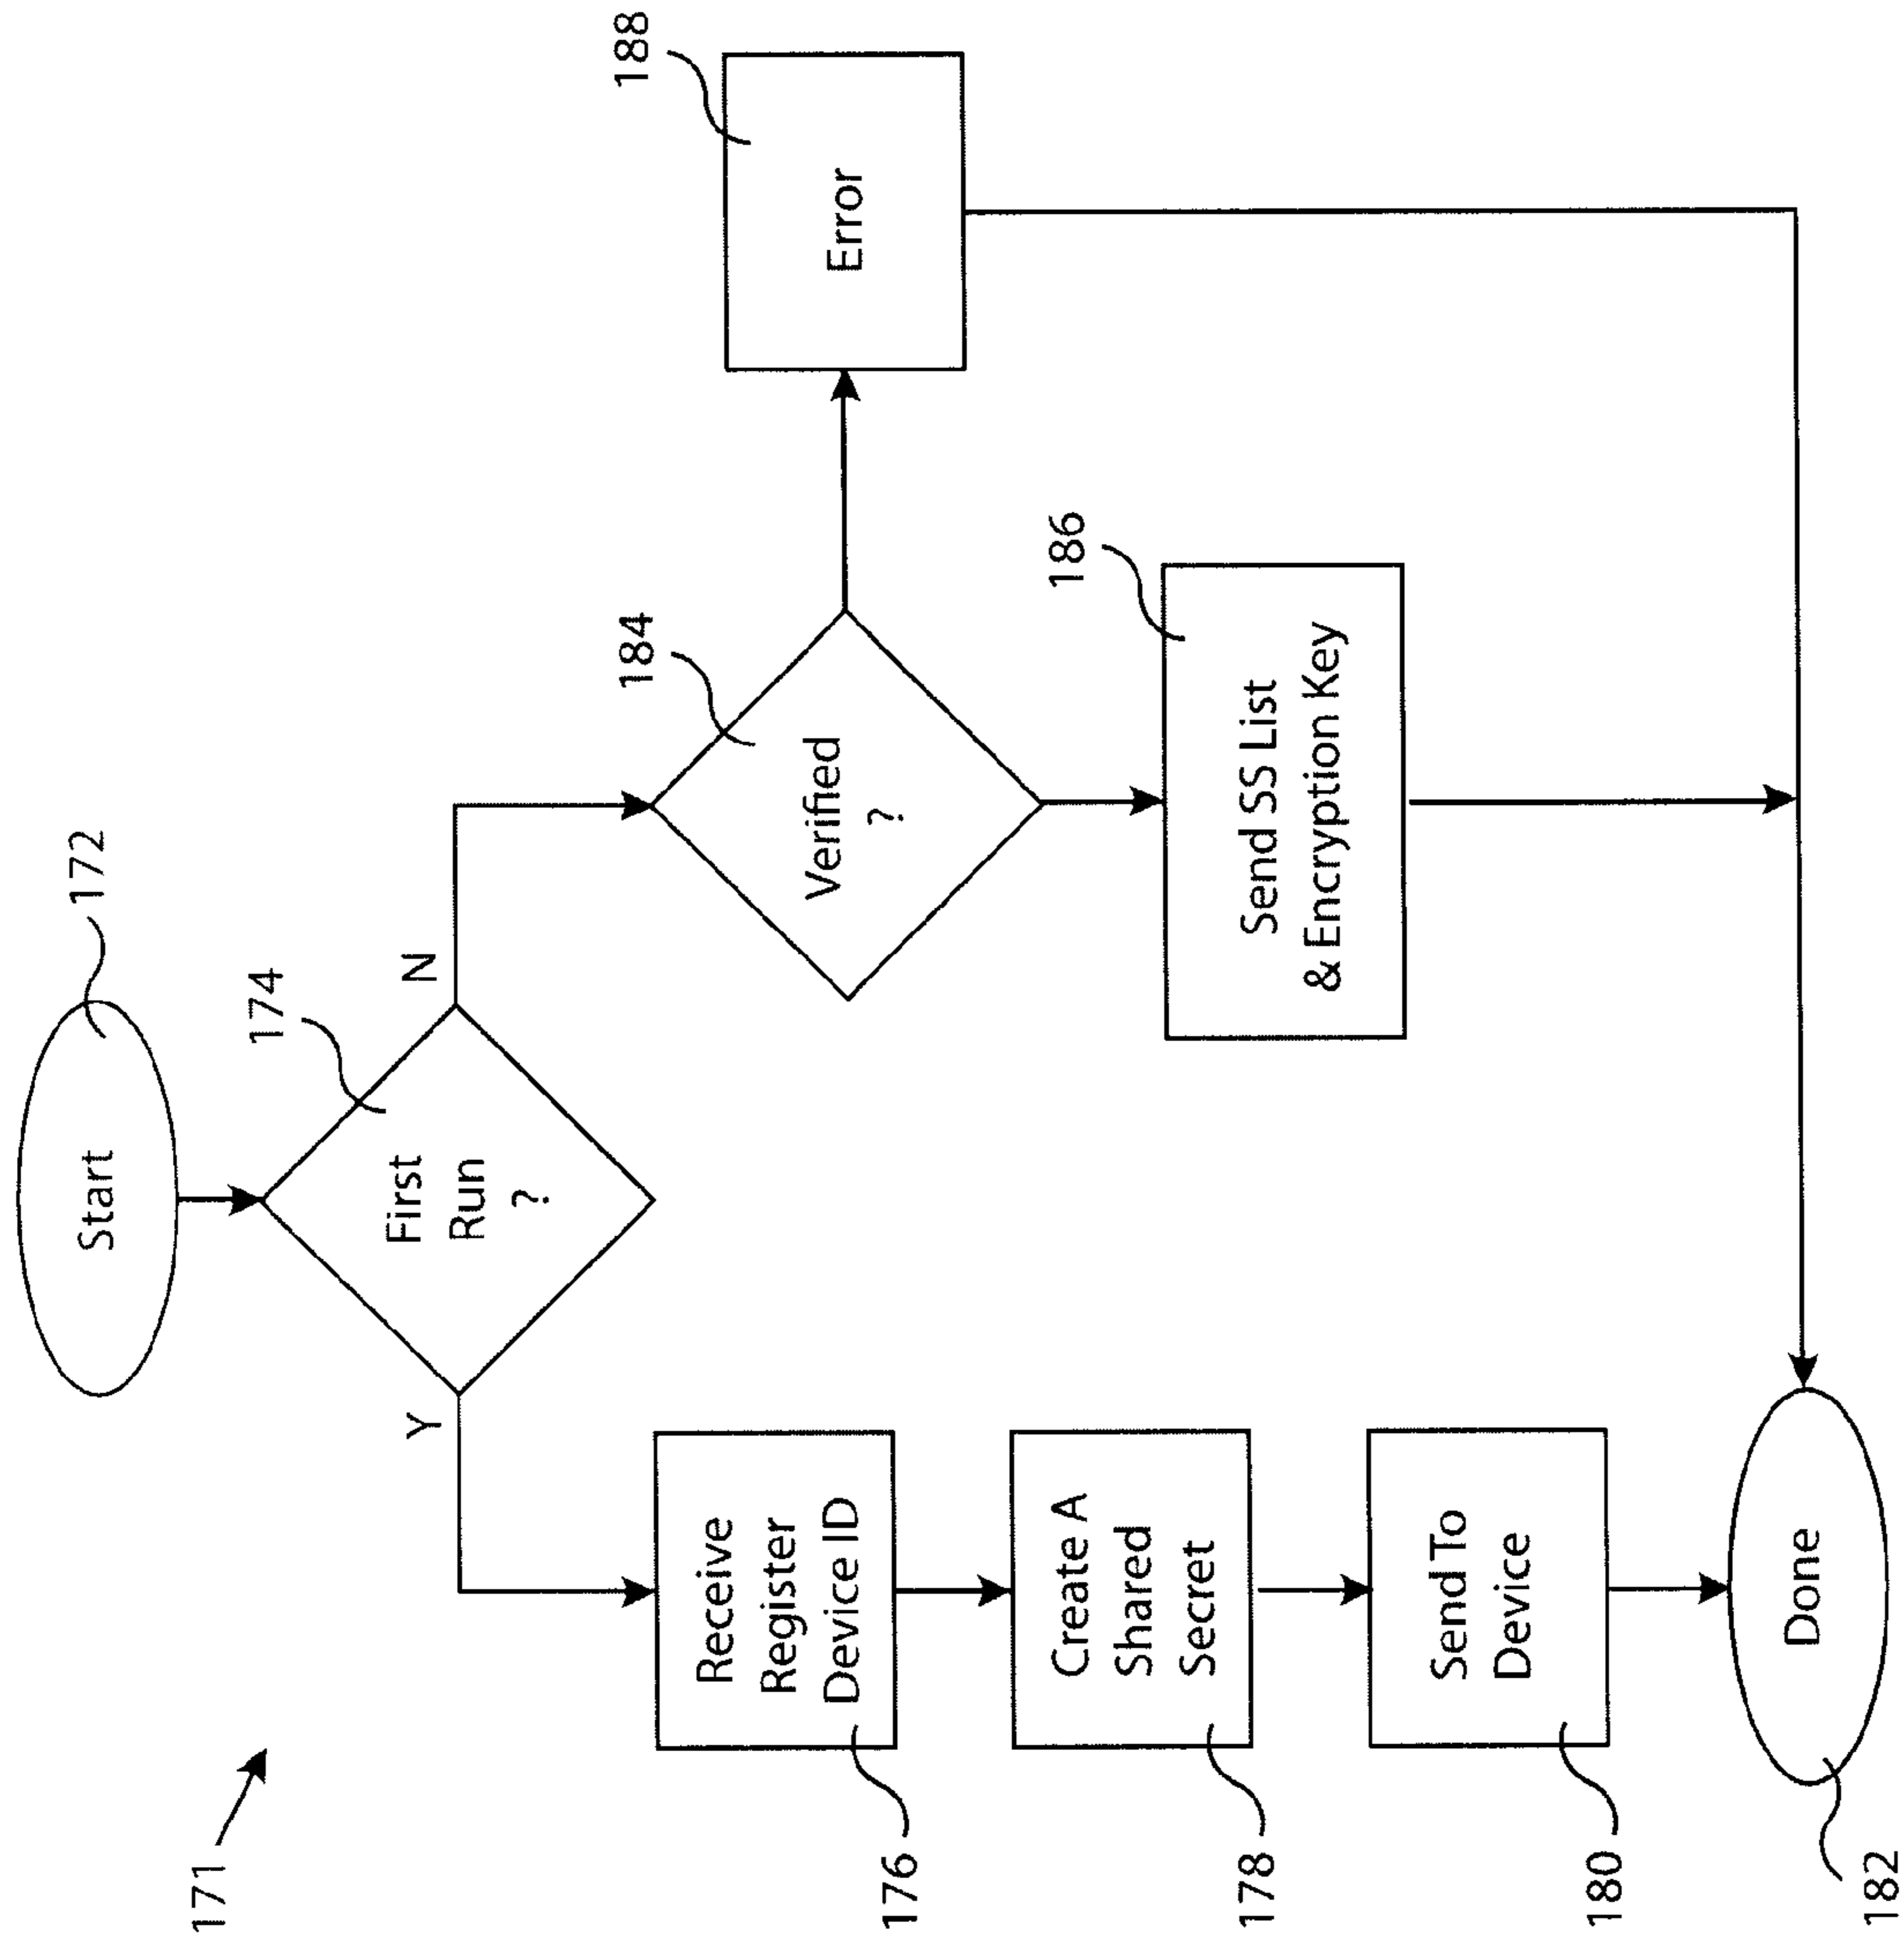 171
172
Start
174
First
Run
?
Y
N
176
Receive
Register
Device ID
178
Create A
Shared
Secret
180
Send To
Device
182
Done
184
Verified
?
186
Send SS List
& Encryption Key
188
Error